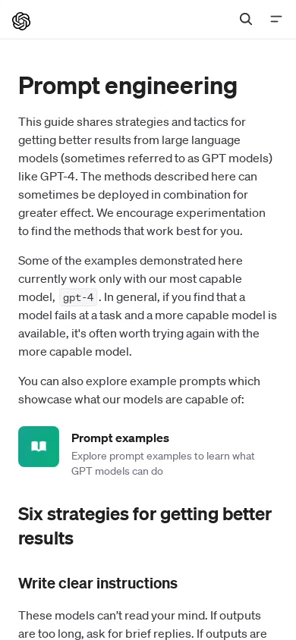 Prompt engineering
This guide shares strategies and tactics for
getting better results from large language
models (sometimes referred to as GPT models)
like GPT-4. The methods described here can
sometimes be deployed in combination for
greater effect. We encourage experimentation
to find the methods that work best for you.
Some of the examples demonstrated here
currently work only with our most capable
model, gpt-4. In general, if you find that a
model fails at a task and a more capable model is
available, it's often worth trying again with the
more capable model.
You can also explore example prompts which
showcase what our models are capable of:
Prompt examples
Explore prompt examples to learn what
GPT models can do
Six strategies for getting better
results
Write clear instructions
These models can't read your mind. If outputs
are too long, ask for brief replies. If outputs are